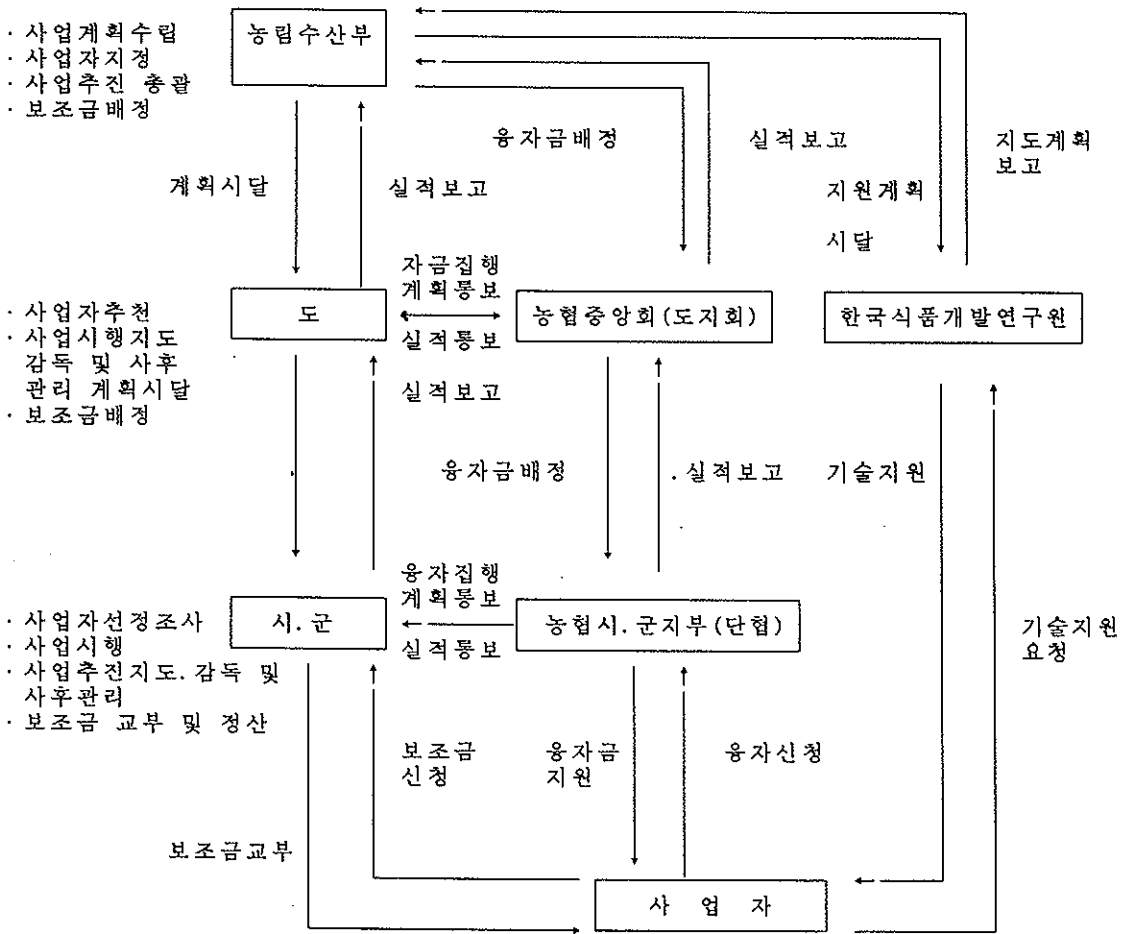 · 사업계획수립
· 사업자지정
· 사업추진 총괄
· 보조금배정
농림수산부
융자금배정
실적보고
지도계획
보고
계획시달
실적보고
지원계획
시달
자금집행
계획통보
실적통보
· 사업자추천
· 사업시행지도
감독 및 사후
관리 계획시달
· 보조금배정
도
농협중앙회(도지회)
한국식품개발연구원
실적보고
융자금배정
실적보고
기술지원
융자집행
계획통보
실적통보
· 사업자선정조사
· 사업시행
· 사업추진지도.감독 및
사후관리
· 보조금 교부 및 정산
시.군
농협시.군지부(단협)
기술지원
요청
보조금
신청
융자금
지원
융자신청
보조금교부
사 업 자